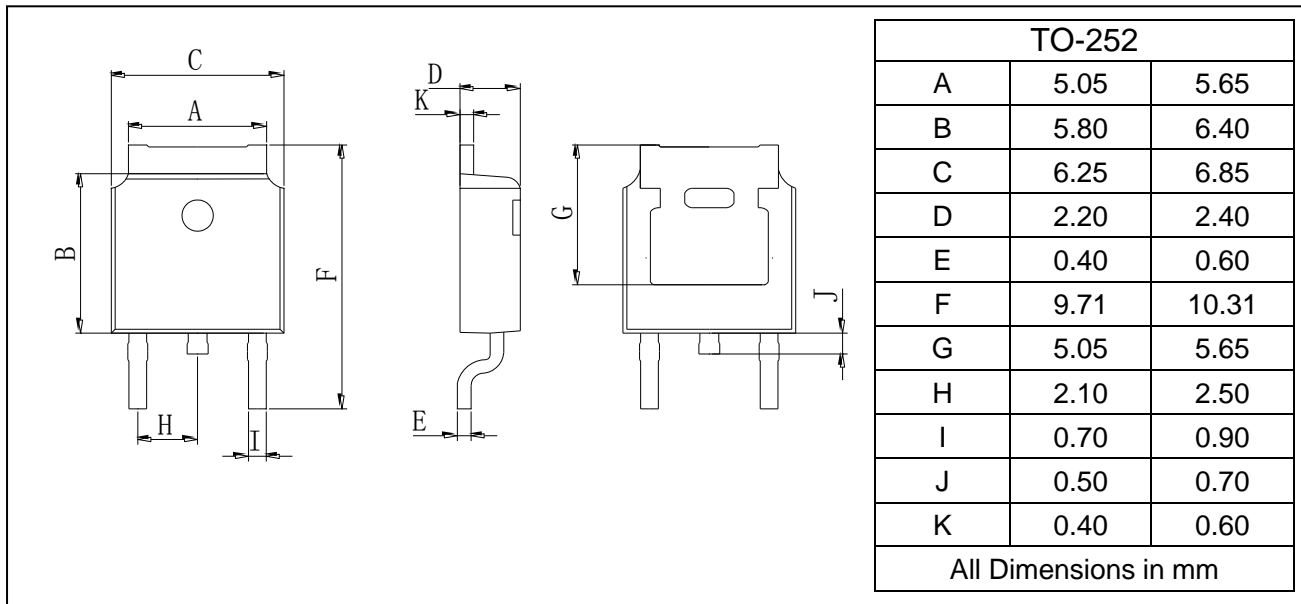 C
A
B
F
H
I
D
K
E
G
J
TO-252
A 5.05 5.65
B 5.80 6.40
C 6.25 6.85
D 2.20 2.40
E 0.40 0.60
F 9.71 10.31
G 5.05 5.65
H 2.10 2.50
I 0.70 0.90
J 0.50 0.70
K 0.40 0.60
All Dimensions in mm